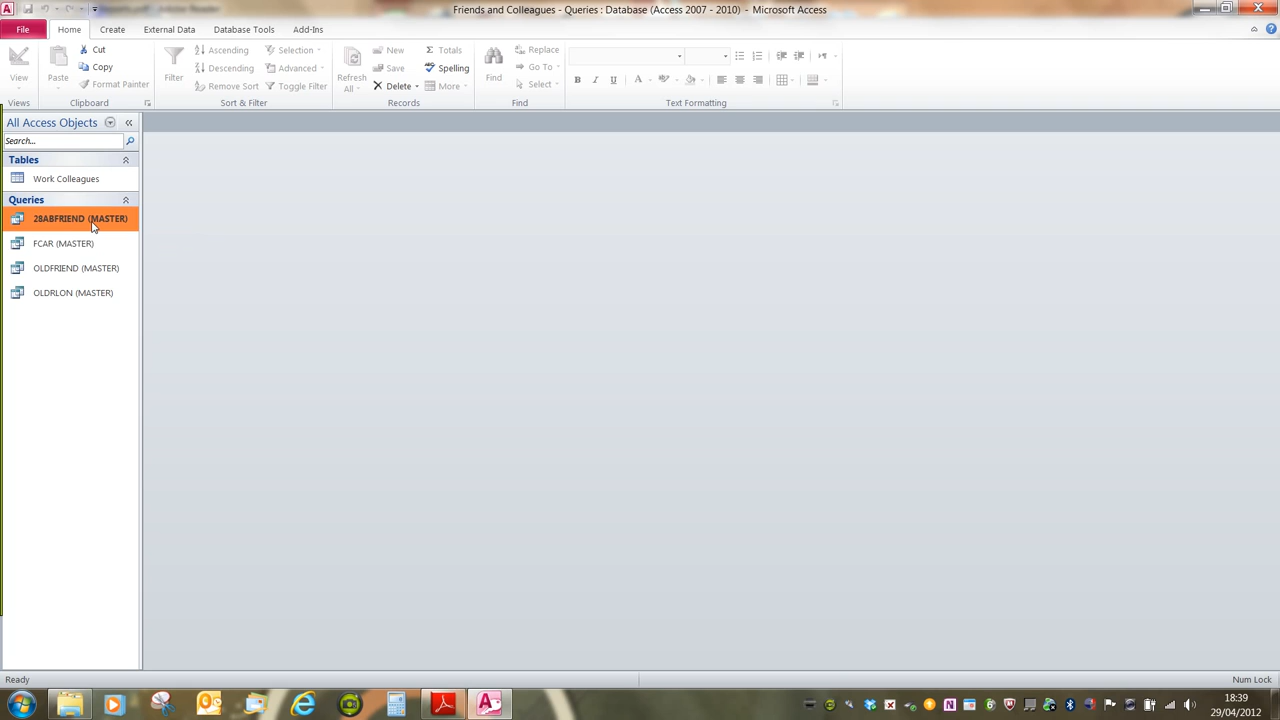 Friends and Colleagues - Queries : Database (Access 2007 - 2010) - Microsoft Access
File Home Create External Data Database Tools Add-Ins
View
Views
Paste
Cut
Copy
Format Painter
Clipboard
Filter
Ascending
Descending
Remove Sort
Selection
Advanced
Toggle Filter
Sort & Filter
Refresh
All
New
Save
Delete
Totals
Spelling
More
Records
Find
Replace
Go To
Select
Find
B I U A
Text Formatting
All Access Objects
Search...
Tables
Work Colleagues
Queries
28ABFRIEND (MASTER)
FCAR (MASTER)
OLDFRIEND (MASTER)
OLDRLON (MASTER)
Ready
Num Lock
18:39
29/04/2012